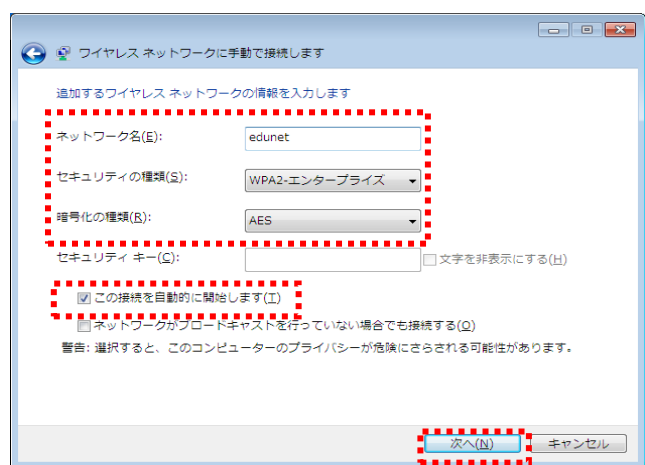 ワイヤレス ネットワークに手動で接続します
追加するワイヤレス ネットワークの情報を入力します
ネットワーク名(E): edunet
セキュリティの種類(S): WPA2-エンタープライズ
暗号化の種類(R): AES
セキュリティ キー(C): 文字を非表示にする(H)
この接続を自動的に開始します(T)
ネットワークがブロードキャストを行っていない場合でも接続する(O)
警告: 選択すると、このコンピューターのプライバシーが危険にさらされる可能性があります。
次へ(N) キャンセル